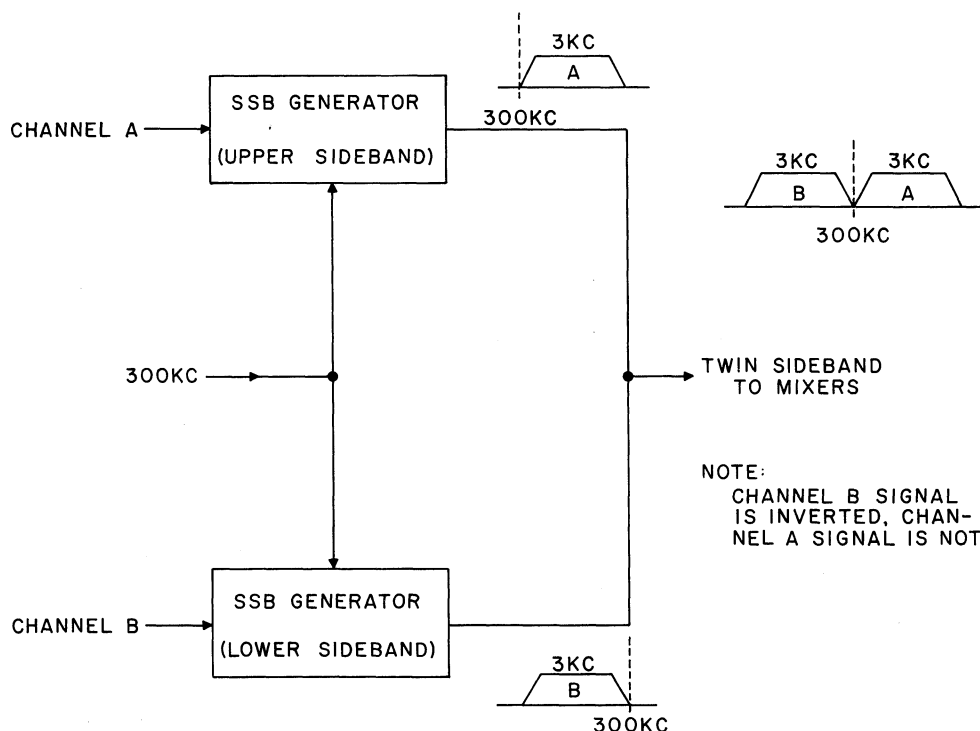 3KC
A
SSB GENERATOR
(UPPER SIDEBAND)
CHANNEL A
300KC
3KC 3KC
B A
300KC
300KC
TWIN SIDEBAND
TO MIXERS
NOTE:
CHANNEL B SIGNAL
IS INVERTED, CHAN-
NEL A SIGNAL IS NOT
SSB GENERATOR
(LOWER SIDEBAND)
CHANNEL B
3KC
B
300KC